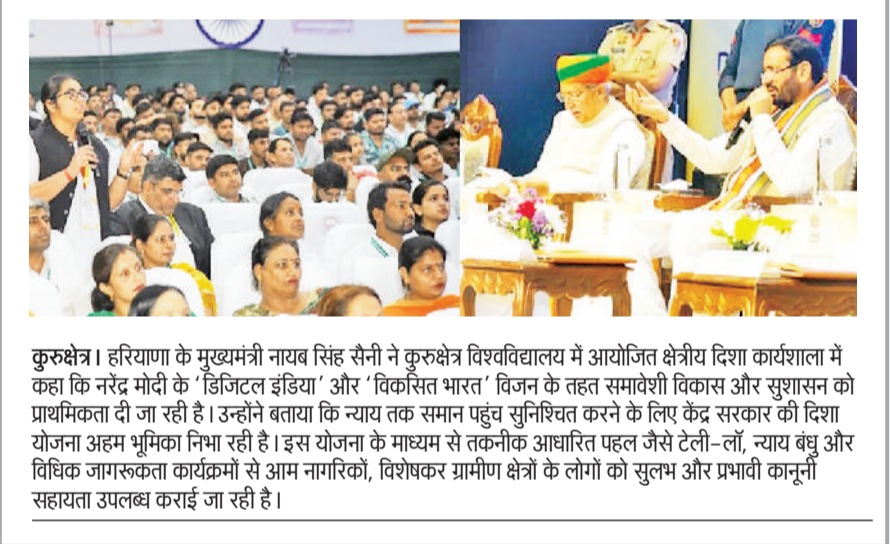 कुरुक्षेत्र। हरियाणा के मुख्यमंत्री नायब सिंह सैनी ने कुरुक्षेत्र विश्वविद्यालय में आयोजित क्षेत्रीय दिशा कार्यशाला में
कहा कि नरेंद्र मोदी के ‘डिजिटल इंडिया’ और ‘विकसित भारत’ विजन के तहत समावेशी विकास और सुशासन को
प्राथमिकता दी जा रही है। उन्होंने बताया कि न्याय तक समान पहुंच सुनिश्चित करने के लिए केंद्र सरकार की दिशा
योजना अहम भूमिका निभा रही है। इस योजना के माध्यम से तकनीक आधारित पहल जैसे टेली-लॉ, न्याय बंधु और
विधिक जागरूकता कार्यक्रमों से आम नागरिकों, विशेषकर ग्रामीण क्षेत्रों के लोगों को सुलभ और प्रभावी कानूनी
सहायता उपलब्ध कराई जा रही है।